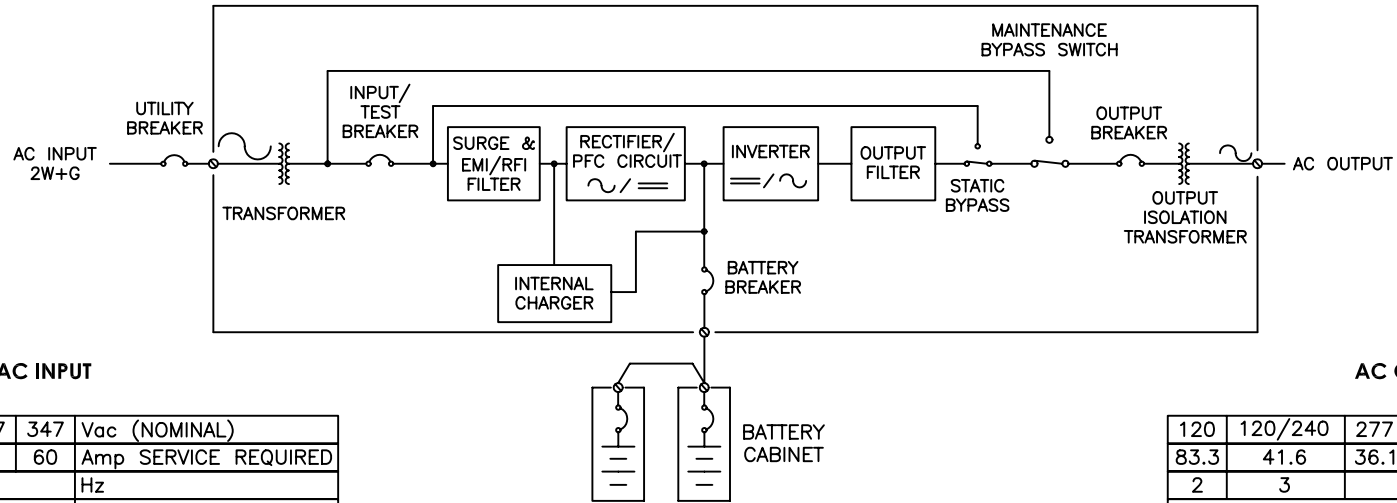 MAINTENANCE
BYPASS SWITCH
UTILITY
BREAKER
INPUT/
TEST
BREAKER
OUTPUT
BREAKER
AC INPUT
2W+G
SURGE &
EMI/RFI
FILTER
RECTIFIER/
PFC CIRCUIT
INVERTER
OUTPUT
FILTER
STATIC
BYPASS
AC OUTPUT
TRANSFORMER
OUTPUT
ISOLATION
TRANSFORMER
INTERNAL
CHARGER
BATTERY
BREAKER
BATTERY
CABINET
AC INPUT
347 Vac (NOMINAL)
60 Amp SERVICE REQUIRED
Hz
AC
120 120/240 277
83.3 41.6 36.1
2 3